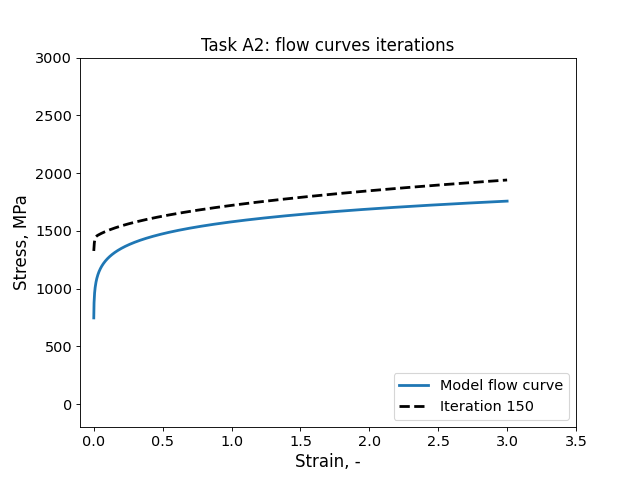 Task A2: flow curves iterations
3000
2500
2000
1500
1000
500
0
Stress, MPa
0.0 0.5 1.0 1.5 2.0 2.5 3.0 3.5
Strain, -
Model flow curve
Iteration 150